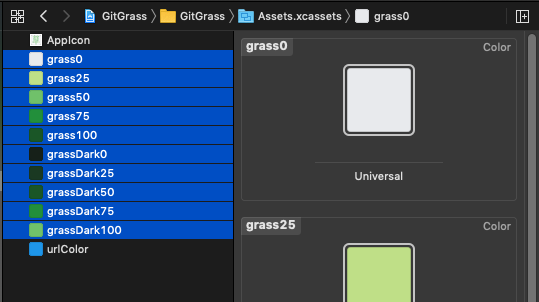 GitGrass GitGrass Assets.xcassets grass0
AppIcon
grass0
grass25
grass50
grass75
grass100
grassDark0
grassDark25
grassDark50
grassDark75
grassDark100
urlColor
grass0 Color
Universal
grass25 Color